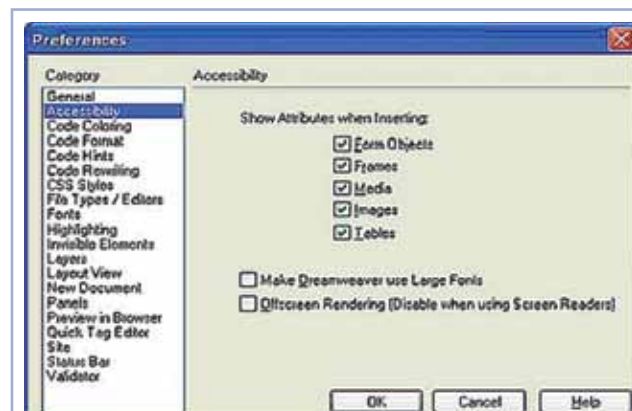 Preferences
Category
Accessibility
General
Accessibility
Code Coloring
Code Format
Code Hints
Code Rewriting
CSS Styles
File Types / Editors
Fonts
Highlighting
Invisible Elements
Layers
Layout View
New Document
Panels
Preview in Browser
Quick Tag Editor
Site
Status Bar
Validator
Show Attributes when Inserting:
Form Objects
Frames
Media
Images
Tables
Make Dreamweaver use Large Fonts
Offscreen Rendering (Disable when using Screen Readers)
OK Cancel Help